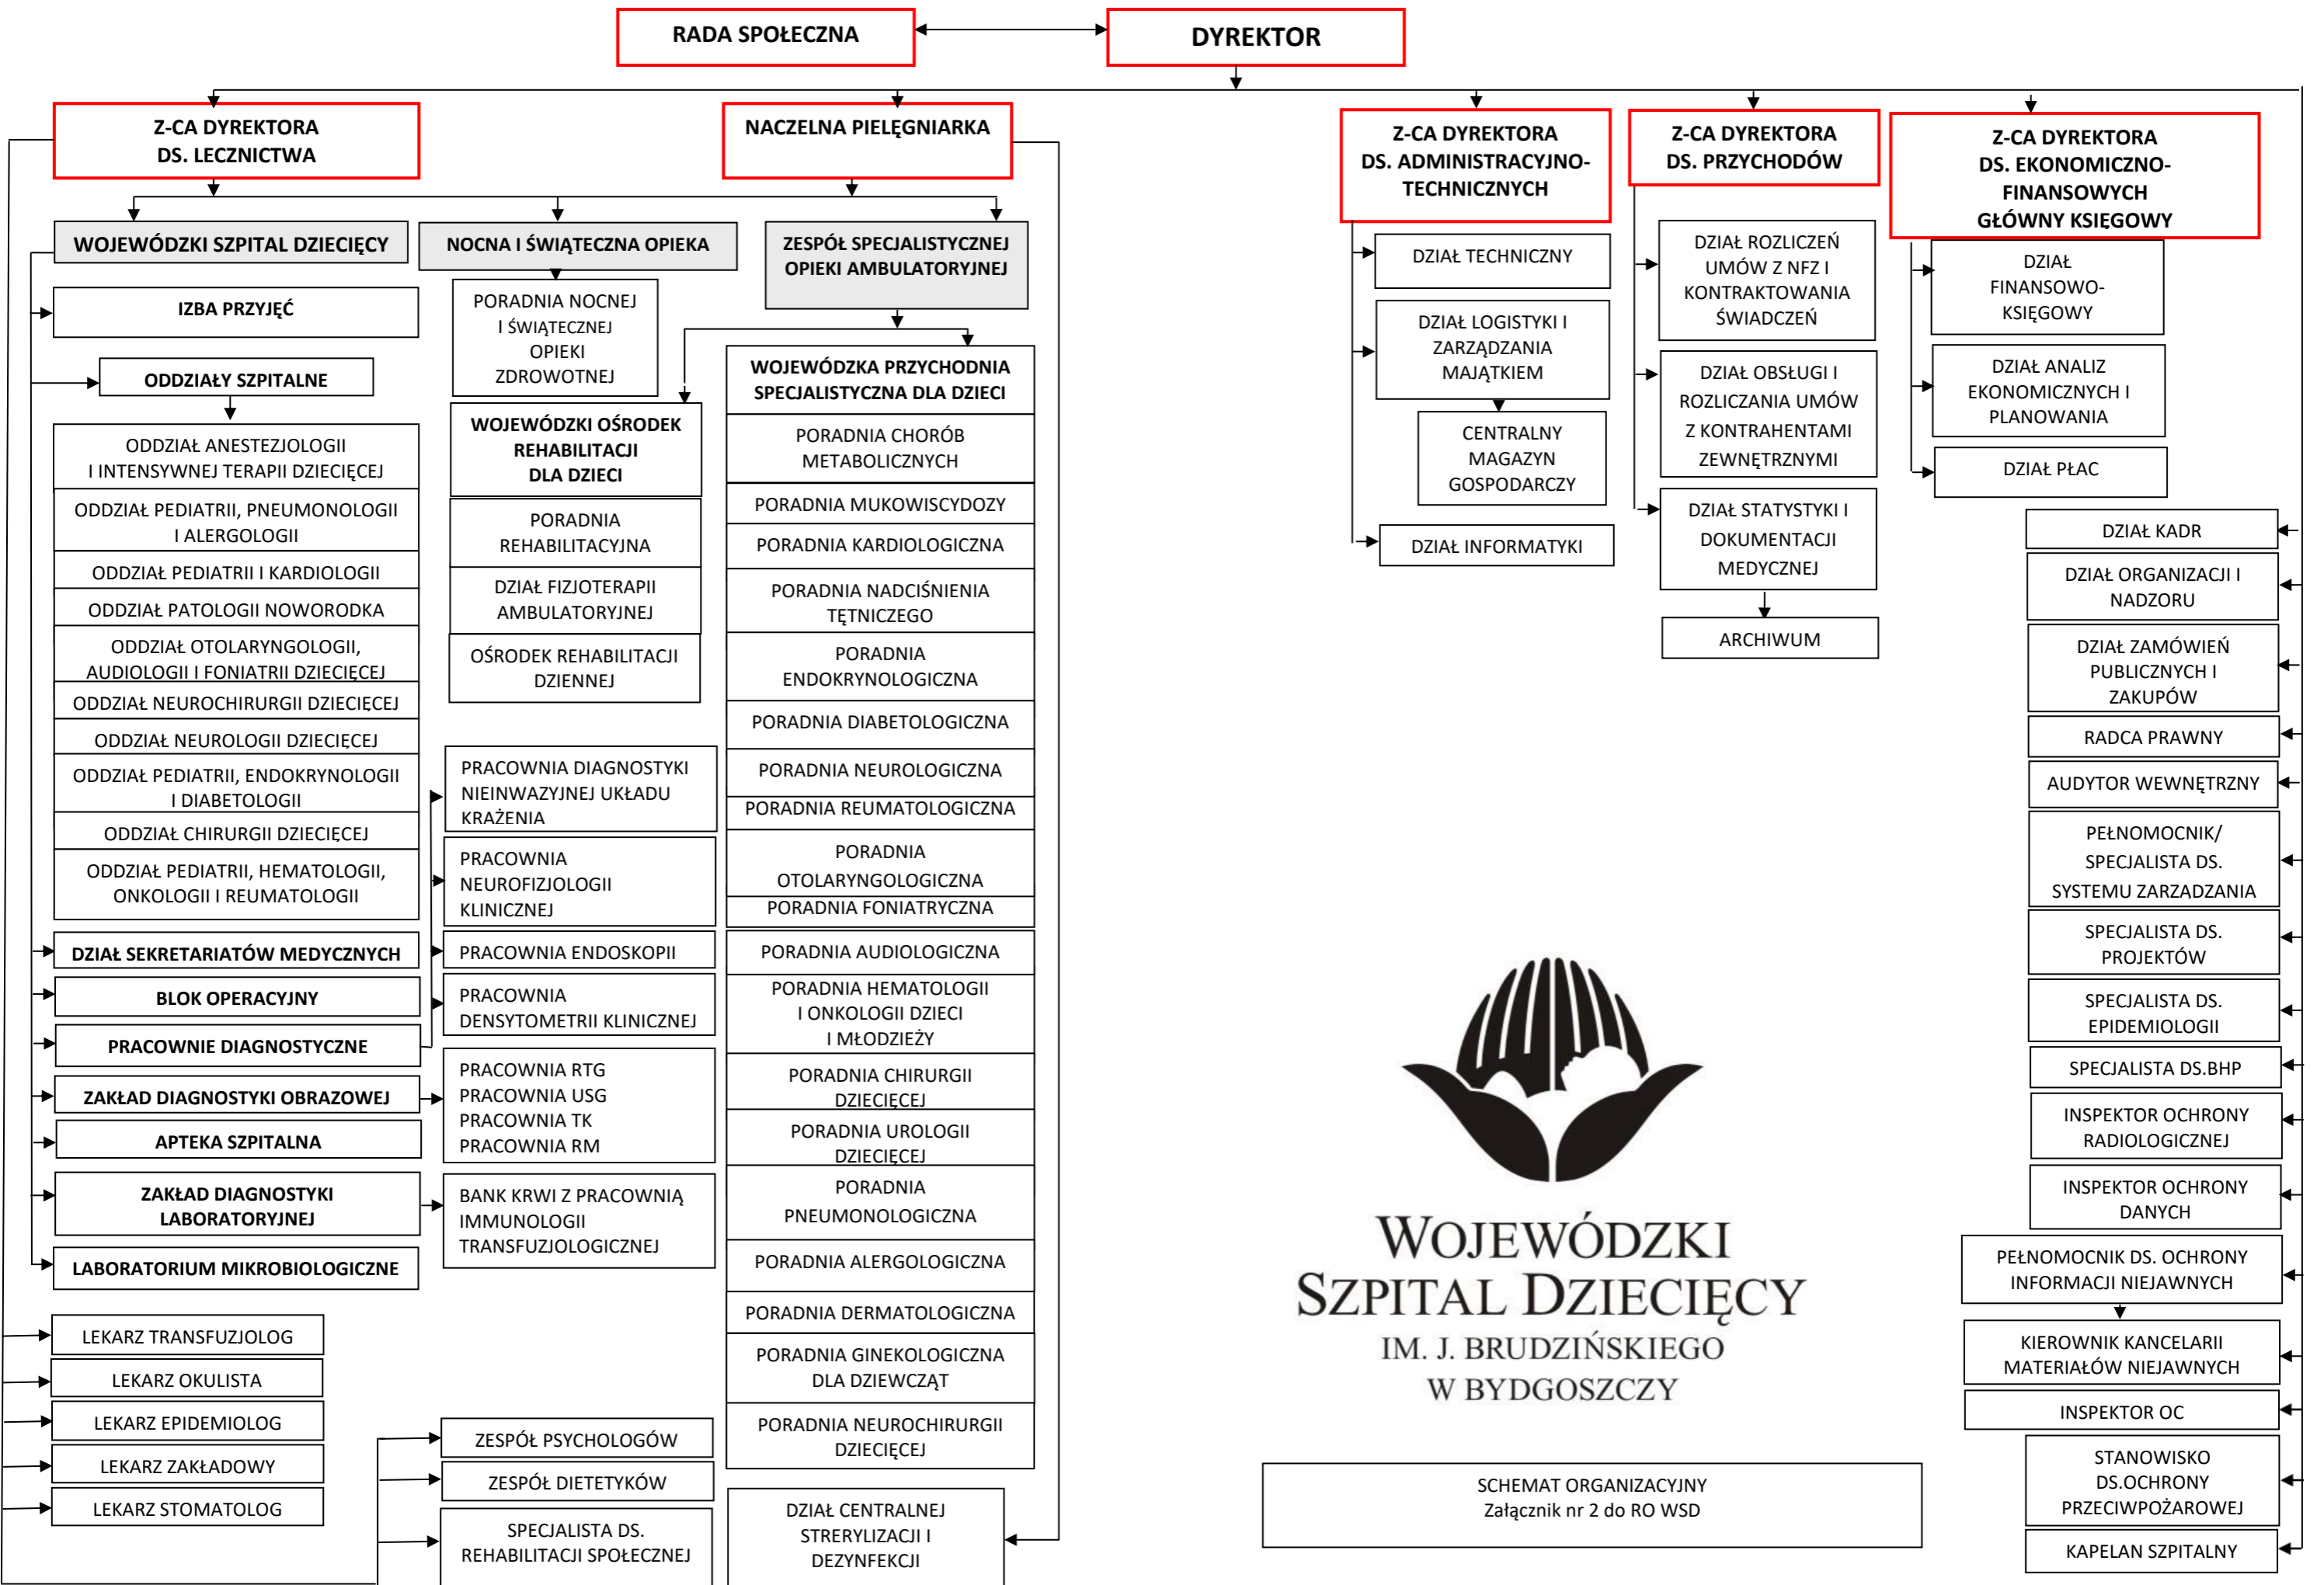 RADA SPOŁECZNA
DYREKTOR
Z-CA DYREKTORA
DS. LECZNICTWA
NACZELNA PIELĘGNIARKA
Z-CA DYREKTORA
DS. ADMINISTRACYJNO-
TECHNICZNYCH
Z-CA DYREKTORA
DS. PRZYCHODÓW
Z-CA DYREKTORA
DS. EKONOMICZNO-
FINANSOWYCH
GŁÓWNY KSIĘGOWY
WOJEWÓDZKI SZPITAL DZIECIĘCY
IZBA PRZYJĘĆ
ODDZIAŁY SZPITALNE
ODDZIAŁ ANESTEZJOLOGII
I INTENSYWNEJ TERAPII DZIECIĘCEJ
ODDZIAŁ PEDIATRII, PNEUMONOLOGII
I ALERGOLOGII
ODDZIAŁ PEDIATRII I KARDIOLOGII
ODDZIAŁ PATOLOGII NOWORODKA
ODDZIAŁ OTOLARYNGOLOGII,
AUDIOLOGII I FONIATRII DZIECIĘCEJ
ODDZIAŁ NEUROCHIRURGII DZIECIĘCEJ
ODDZIAŁ NEUROLOGII DZIECIĘCEJ
ODDZIAŁ PEDIATRII, ENDOKRYNOLOGII
I DIABETOLOGII
ODDZIAŁ CHIRURGII DZIECIĘCEJ
ODDZIAŁ PEDIATRII, HEMATOLOGII,
ONKOLOGII I REUMATOLOGII
DZIAŁ SEKRETARIATÓW MEDYCZNYCH
BLOK OPERACYJNY
PRACOWNIE DIAGNOSTYCZNE
ZAKŁAD DIAGNOSTYKI OBRAZOWEJ
APTEKA SZPITALNA
ZAKŁAD DIAGNOSTYKI
LABORATORYJNEJ
LABORATORIUM MIKROBIOLOGICZNE
LEKARZ TRANSFUZJOLOG
LEKARZ OKULISTA
LEKARZ EPIDEMIOLOG
LEKARZ ZAKŁADOWY
LEKARZ STOMATOLOG
NOCNA I ŚWIĄTECZNA OPIEKA
PORADNIA NOCNEJ
I ŚWIĄTECZNEJ
OPIEKI
ZDROWOTNEJ
WOJEWÓDZKI OŚRODEK
REHABILITACJI
DLA DZIECI
PORADNIA
REHABILITACYJNA
DZIAŁ FIZJOTERAPII
AMBULATORYJNEJ
OŚRODEK REHABILITACJI
DZIENNEJ
PRACOWNIA DIAGNOSTYKI
NIEINWAZYJNEJ UKŁADU
KRĄŻENIA
PRACOWNIA
NEUROFIZJOLOGII
KLINICZNEJ
PRACOWNIA ENDOSKOPII
PRACOWNIA
DENSYTOMETRII KLINICZNEJ
PRACOWNIA RTG
PRACOWNIA USG
PRACOWNIA TK
PRACOWNIA RM
BANK KRWI Z PRACOWNIĄ
IMMUNOLOGII
TRANSFUZJOLOGICZNEJ
ZESPÓŁ PSYCHOLOGÓW
ZESPÓŁ DIETETYKÓW
SPECJALISTA DS.
REHABILITACJI SPOŁECZNEJ
ZESPÓŁ SPECJALISTYCZNEJ
OPIEKI AMBULATORYJNEJ
WOJEWÓDZKA PRZYCHODNIA
SPECJALISTYCZNA DLA DZIECI
PORADNIA CHORÓB
METABOLICZNYCH
PORADNIA MUKOWISCYDOZY
PORADNIA KARDIOLOGICZNA
PORADNIA NADCIŚNIENIA
TĘTNICZEGO
PORADNIA
ENDOKRYNOLOGICZNA
PORADNIA DIABETOLOGICZNA
PORADNIA NEUROLOGICZNA
PORADNIA REUMATOLOGICZNA
PORADNIA
OTOLARYNGOLOGICZNA
PORADNIA FONIATRYCZNA
PORADNIA AUDIOLOGICZNA
PORADNIA HEMATOLOGII
I ONKOLOGII DZIECI
I MŁODZIEŻY
PORADNIA CHIRURGII
DZIECIĘCEJ
PORADNIA UROLOGII
DZIECIĘCEJ
PORADNIA
PNEUMONOLOGICZNA
PORADNIA ALERGOLOGICZNA
PORADNIA DERMATOLOGICZNA
PORADNIA GINEKOLOGICZNA
DLA DZIEWCZĄT
PORADNIA NEUROCHIRURGII
DZIECIĘCEJ
DZIAŁ CENTRALNEJ
STRERYLIZACJI I
DEZYNFEKCJI
DZIAŁ TECHNICZNY
DZIAŁ LOGISTYKI I
ZARZĄDZANIA
MAJĄTKIEM
CENTRALNY
MAGAZYN
GOSPODARCZY
DZIAŁ INFORMATYKI
DZIAŁ ROZLICZEŃ
UMÓW Z NFZ I
KONTRAKTOWANIA
ŚWIADCZEŃ
DZIAŁ OBSŁUGI I
ROZLICZANIA UMÓW
Z KONTRAHENTAMI
ZEWNĘTRZNYMI
DZIAŁ STATYSTYKI I
DOKUMENTACJI
MEDYCZNEJ
ARCHIWUM
DZIAŁ
FINANSOWO-
KSIĘGOWY
DZIAŁ ANALIZ
EKONOMICZNYCH I
PLANOWANIA
DZIAŁ PŁAC
DZIAŁ KADR
DZIAŁ ORGANIZACJI I
NADZORU
DZIAŁ ZAMÓWIEŃ
PUBLICZNYCH I
ZAKUPÓW
RADCA PRAWNY
AUDYTOR WEWNĘTRZNY
PEŁNOMOCNIK/
SPECJALISTA DS.
SYSTEMU ZARZĄDZANIA
SPECJALISTA DS.
PROJEKTÓW
SPECJALISTA DS.
EPIDEMIOLOGII
SPECJALISTA DS.BHP
INSPEKTOR OCHRONY
RADIOLOGICZNEJ
INSPEKTOR OCHRONY
DANYCH
PEŁNOMOCNIK DS. OCHRONY
INFORMACJI NIEJAWNYCH
KIEROWNIK KANCELARII
MATERIAŁÓW NIEJAWNYCH
INSPEKTOR OC
STANOWISKO
DS.OCHRONY
PRZECIWPOŻAROWEJ
KAPELAN SZPITALNY
WOJEWÓDZKI
SZPITAL DZIECIĘCY
IM. J. BRUDZIŃSKIEGO
W BYDGOSZCZY
SCHEMAT ORGANIZACYJNY
Załącznik nr 2 do RO WSD